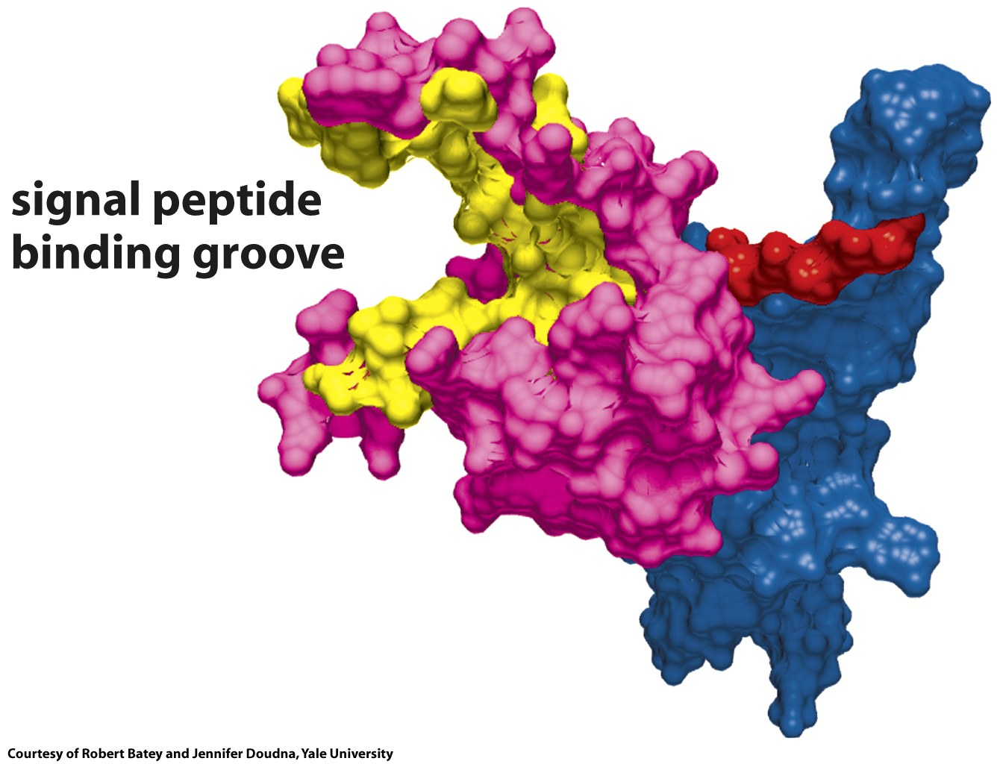 signal peptide
binding groove
Courtesy of Robert Batey and Jennifer Doudna, Yale University